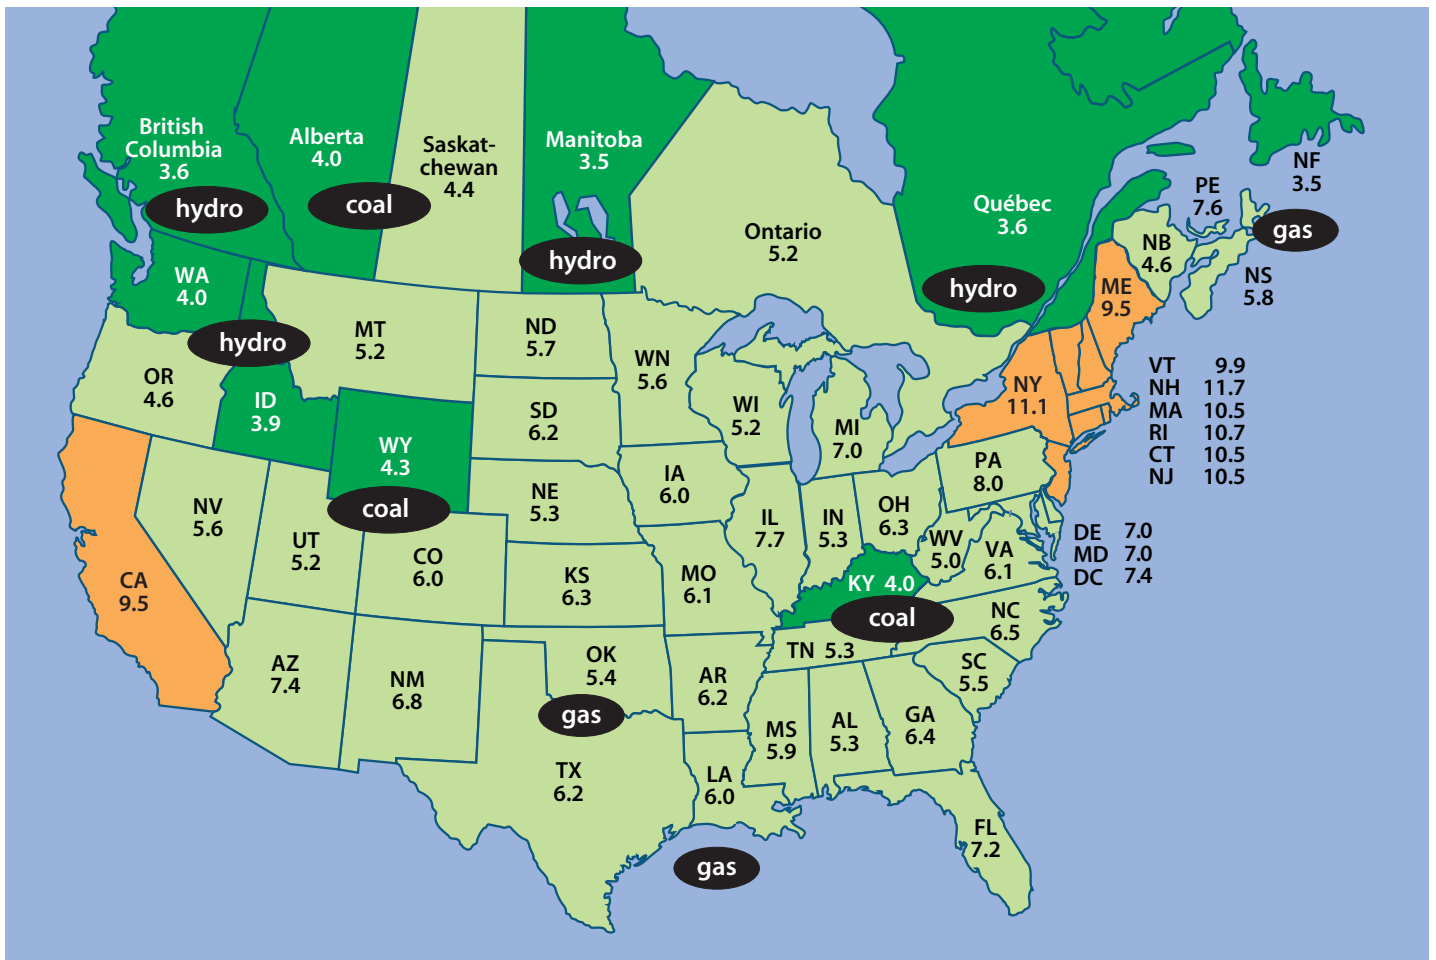 British
Columbia
3.6
hydro
Alberta
4.0
coal
Saskat-
chewan
4.4
Manitoba
3.5
hydro
Ontario
5.2
Québec
3.6
hydro
NF
3.5
PE
7.6
gas
NB
4.6
NS
5.8
ME
9.5
WA
4.0
hydro
MT
5.2
ND
5.7
WN
5.6
OR
4.6
ID
3.9
WY
4.3
coal
SD
6.2
WI
5.2
MI
7.0
NY
11.1
VT 9.9
NH 11.7
MA 10.5
RI 10.7
CT 10.5
NJ 10.5
PA
8.0
NE
5.3
IA
6.0
NV
5.6
UT
5.2
CO
6.0
IL
7.7
IN
5.3
OH
6.3
WV
5.0
VA
6.1
DE 7.0
MD 7.0
DC 7.4
CA
9.5
KS
6.3
MO
6.1
KY 4.0
coal
NC
6.5
TN 5.3
AZ
7.4
NM
6.8
OK
5.4
gas
AR
6.2
SC
5.5
MS
5.9
AL
5.3
GA
6.4
TX
6.2
LA
6.0
FL
7.2
gas